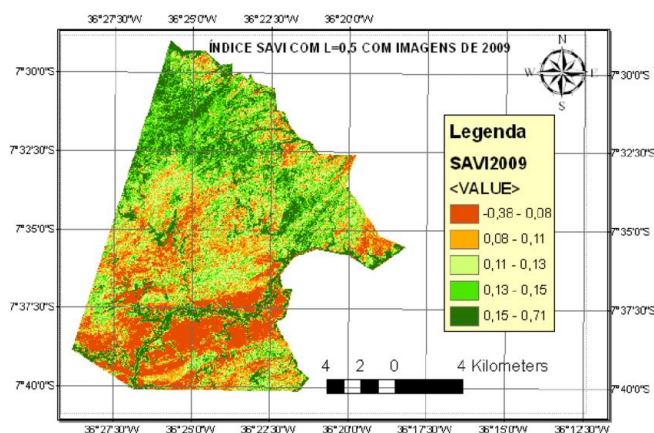 36°27'30"W 36°25'0"W 36°22'30"W 36°20'0"W
ÍNDICE SAVI COM L=0,5 COM IMAGENS DE 2009
N
W E
S
7°30'0"S 7°30'0"S
7°32'30"S 7°32'30"S
7°35'0"S 7°35'0"S
7°37'30"S 7°37'30"S
7°40'0"S 7°40'0"S
Legenda
SAVI2009
<VALUE>
-0,38 - 0,08
0,08 - 0,11
0,11 - 0,13
0,13 - 0,15
0,15 - 0,71
4 2 0 4 Kilometers
36°27'30"W 36°25'0"W 36°22'30"W 36°20'0"W 36°17'30"W 36°15'0"W 36°12'30"W